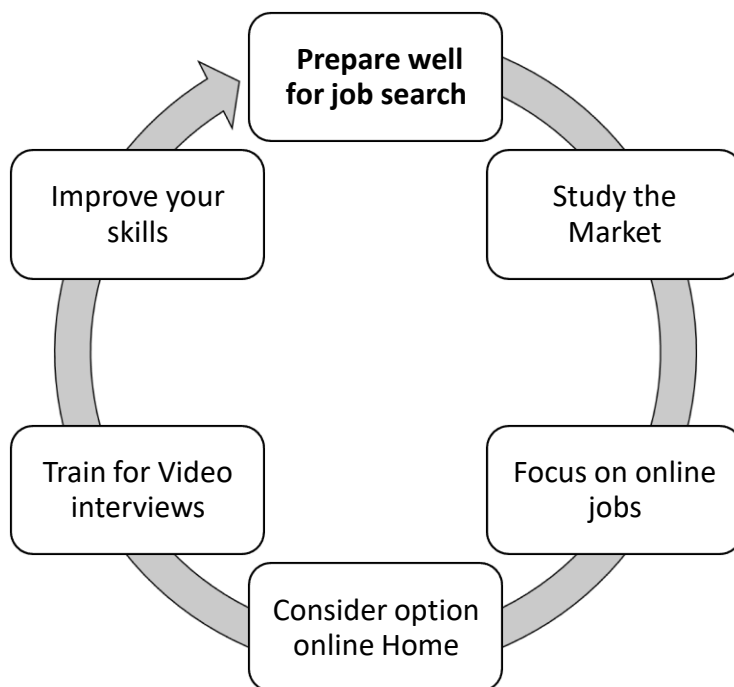 Prepare well
for job search
Study the
Market
Focus on online
jobs
Consider option
online Home
Train for Video
interviews
Improve your
skills